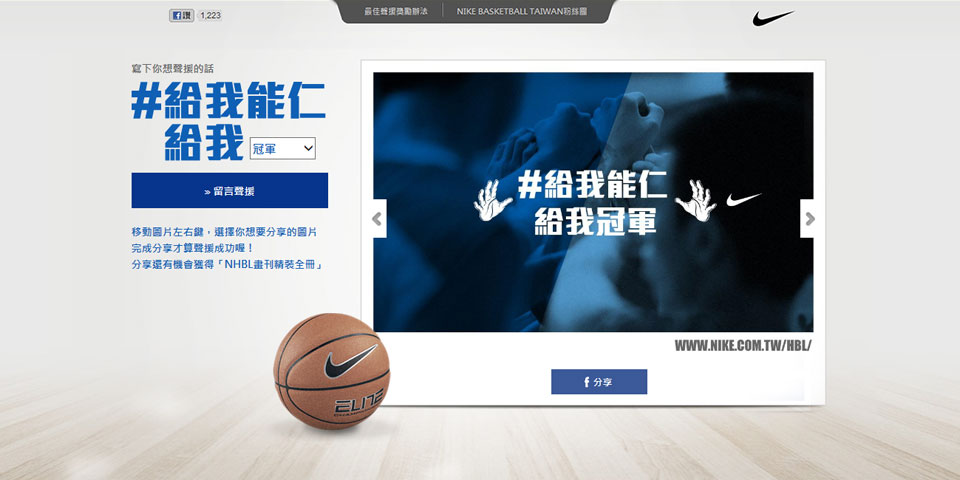 讚 1,223
最佳聲援獎勵辦法
NIKE BASKETBALL TAIWAN粉絲團
寫下你想聲援的話
#給我能仁
給我 冠軍
» 留言聲援
移動圖片左右鍵，選擇你想要分享的圖片
完成分享才算聲援成功喔！
分享還有機會獲得「NHBL畫刊精裝全冊」
#給我能仁
給我冠軍
WWW.NIKE.COM.TW/HBL/
f 分享
ELITE